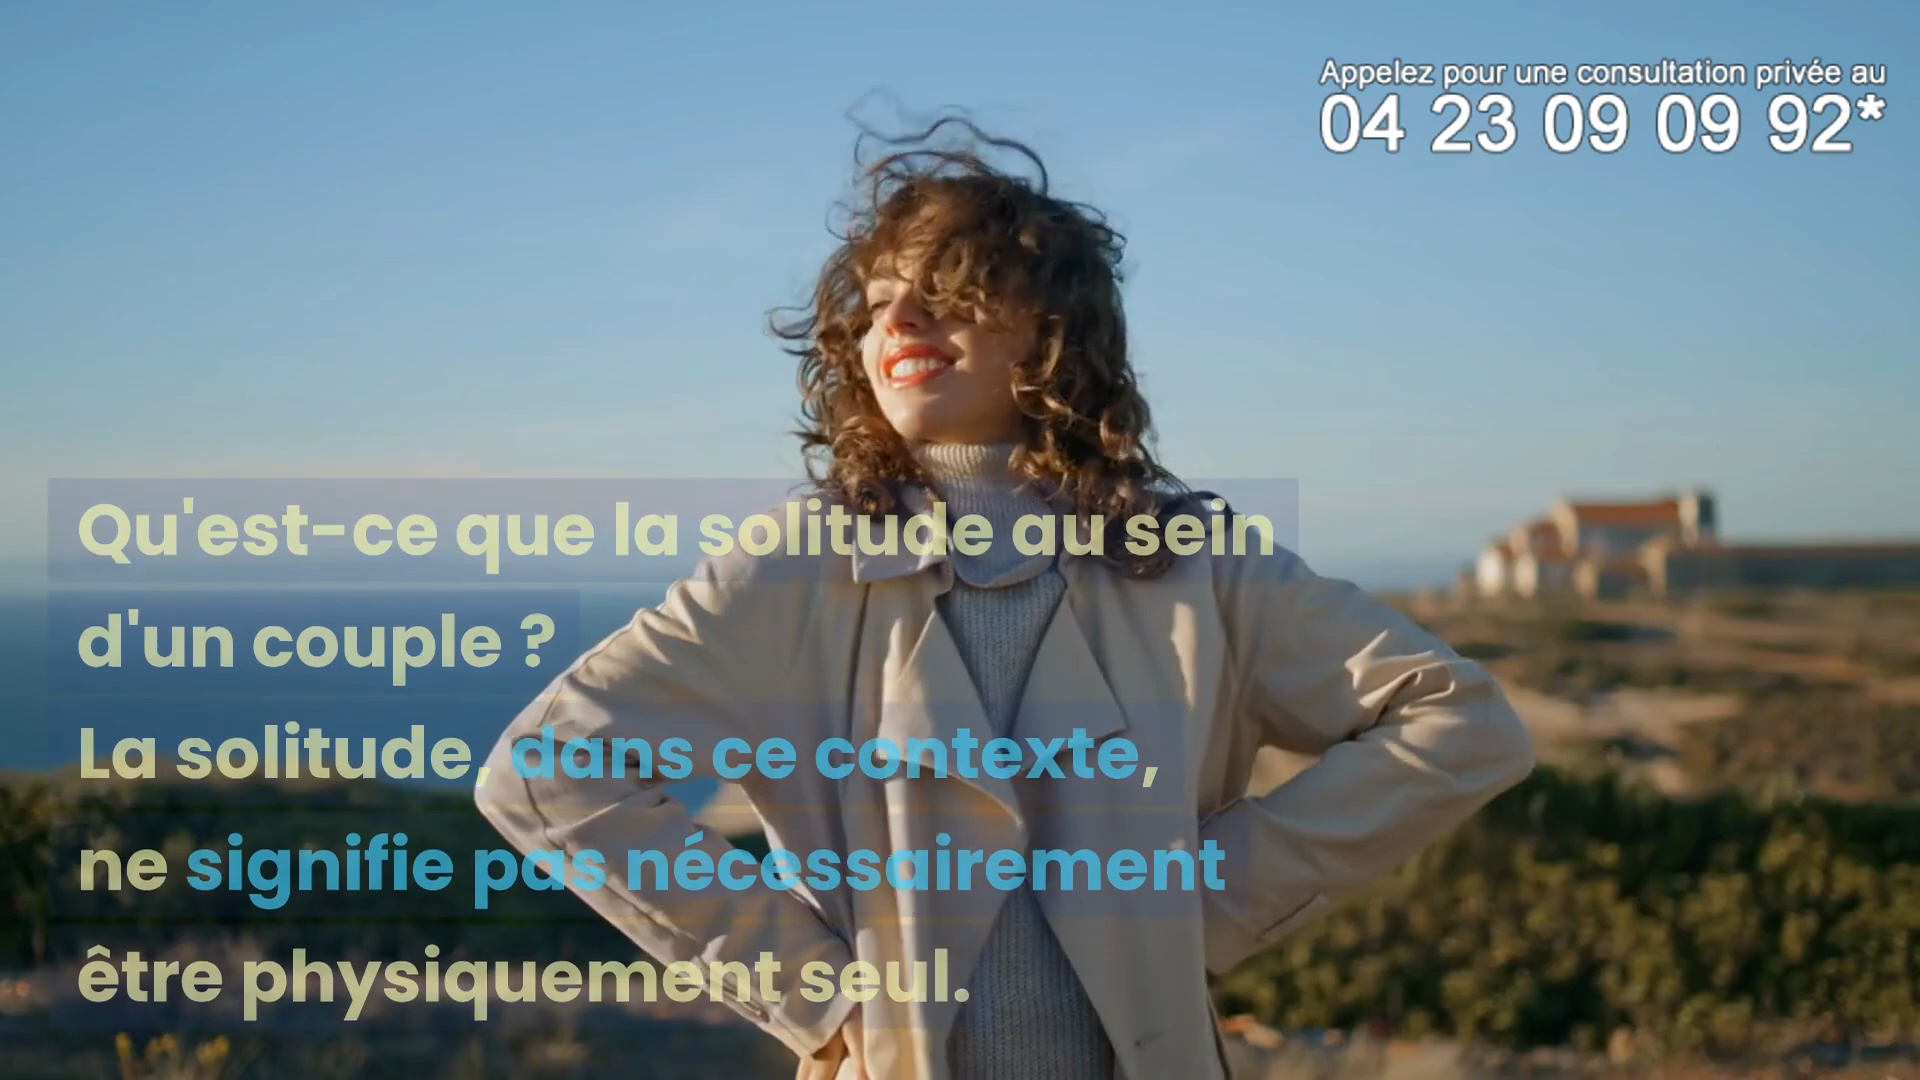 Appelez pour une consultation privée au
04 23 09 09 92*
Qu'est-ce que la solitude au sein
d'un couple ?
La solitude, dans ce contexte,
ne signifie pas nécessairement
être physiquement seul.